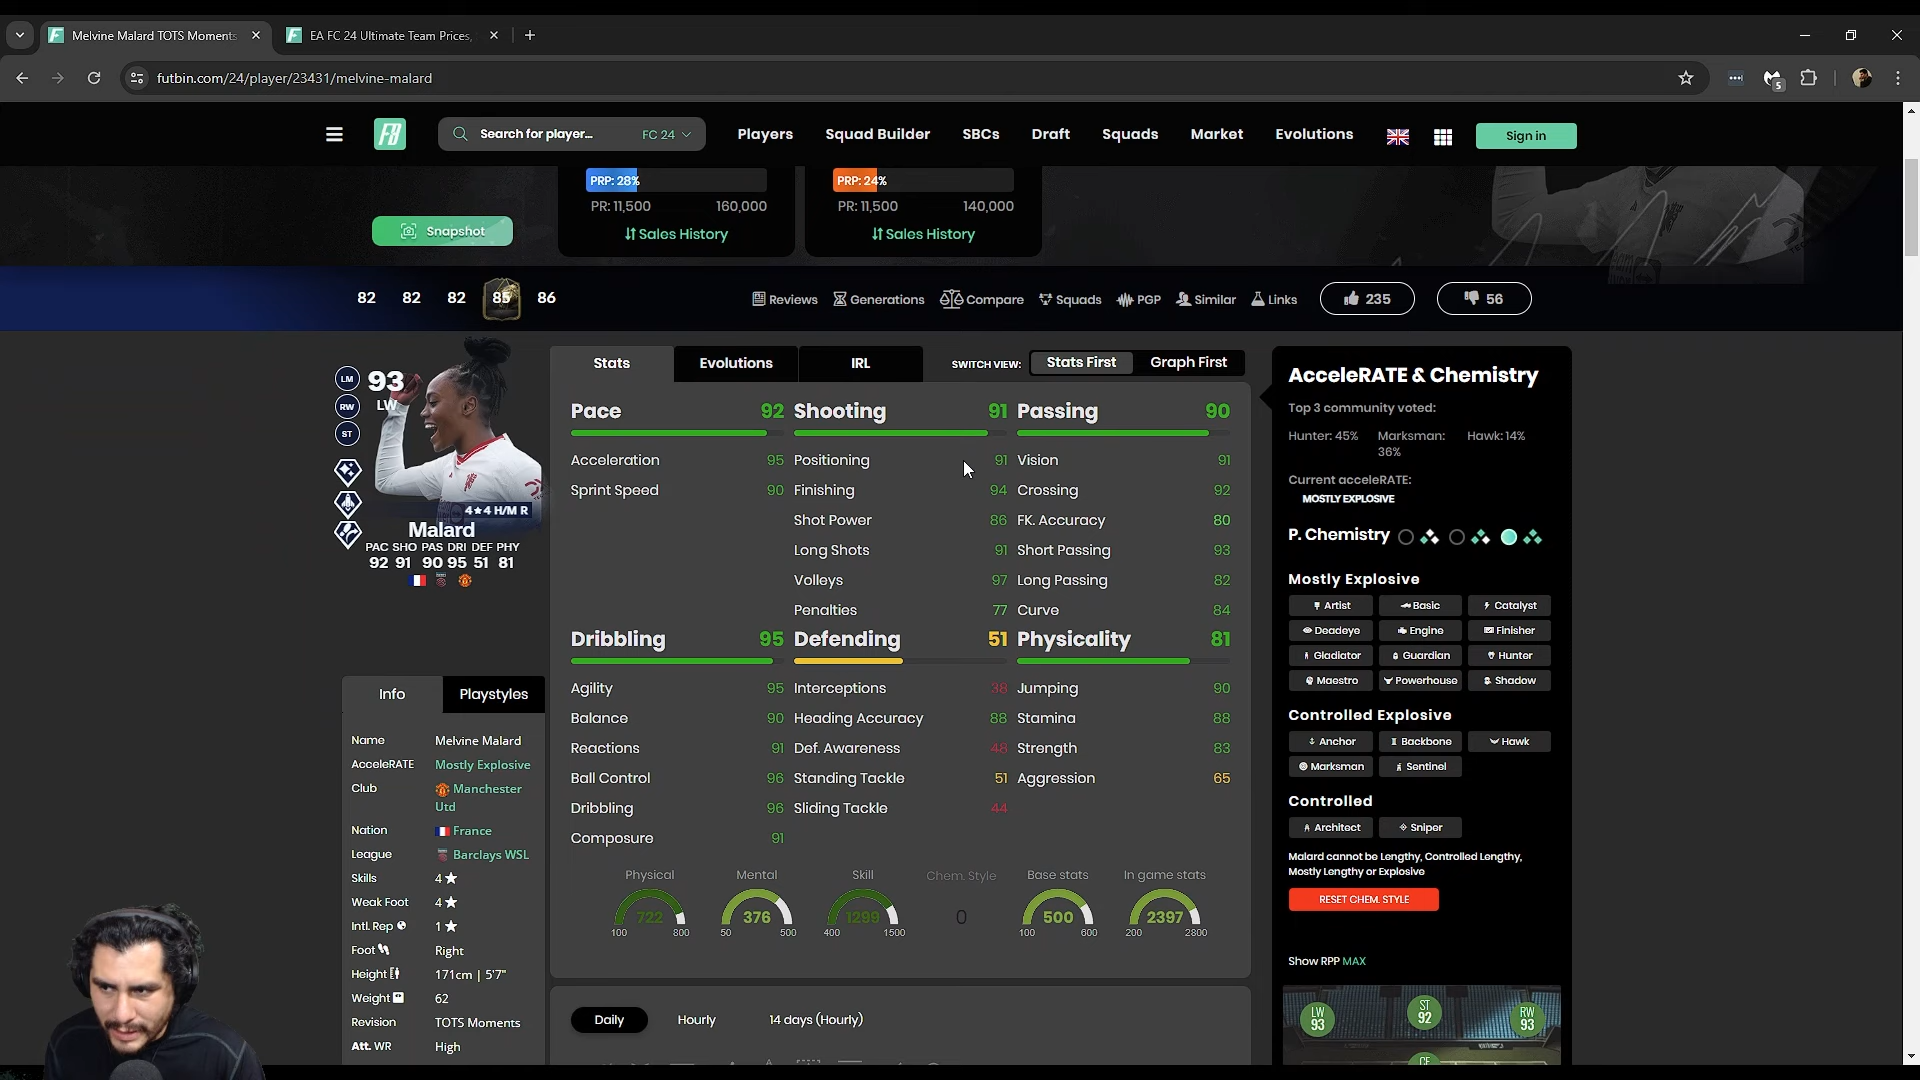 Melvine Malard TOTS Moments
EA FC 24 Ultimate Team Prices,
futbin.com/24/player/23431/melvine-malard
5
FB
Search for player...
FC 24
Players
Squad Builder
SBCs
Draft
Squads
Market
Evolutions
Sign in
PRP: 28%
PR: 11,500 160,000
Sales History
PRP: 24%
PR: 11,500 140,000
Sales History
Snapshot
82 82 82 85 86
Reviews Generations Compare Squads PGP Similar Links 235 56
LM
RW
ST
93
LW
4★4 H/M R
Malard
PAC SHO PAS DRI DEF PHY
92 91 90 95 51 81
Stats Evolutions IRL
SWITCH VIEW: Stats First Graph First
Pace 92
Acceleration 95
Sprint Speed 90
Shooting 91
Positioning 91
Finishing 94
Shot Power 86
Long Shots 91
Volleys 97
Penalties 77
Passing 90
Vision 91
Crossing 92
FK. Accuracy 80
Short Passing 93
Long Passing 82
Curve 84
Dribbling 95
Agility 95
Balance 90
Reactions 91
Ball Control 96
Dribbling 96
Composure 91
Defending 51
Interceptions 38
Heading Accuracy 88
Def. Awareness 48
Standing Tackle 51
Sliding Tackle 44
Physicality 81
Jumping 90
Stamina 88
Strength 83
Aggression 65
Physical
722
100 800
Mental
376
50 500
Skill
1299
400 1500
Chem. Style
0
Base stats
500
100 600
In game stats
2397
200 2800
Daily Hourly 14 days (Hourly)
Info Playstyles
Name Melvine Malard
AcceleRATE Mostly Explosive
Club Manchester
Utd
Nation France
League Barclays WSL
Skills 4★
Weak Foot 4★
Intl. Rep 1★
Foot Right
Height 171cm | 5'7"
Weight 62
Revision TOTS Moments
Att. WR High
AcceleRATE & Chemistry
Top 3 community voted:
Hunter: 45% Marksman: Hawk: 14%
36%
Current acceleRATE:
MOSTLY EXPLOSIVE
P. Chemistry
Mostly Explosive
Artist Basic Catalyst
Deadeye Engine Finisher
Gladiator Guardian Hunter
Maestro Powerhouse Shadow
Controlled Explosive
Anchor Backbone Hawk
Marksman Sentinel
Controlled
Architect Sniper
Malard cannot be Lengthy, Controlled Lengthy,
Mostly Lengthy or Explosive
RESET CHEM. STYLE
Show RPP MAX
LW
93
ST
92
RW
93
CF